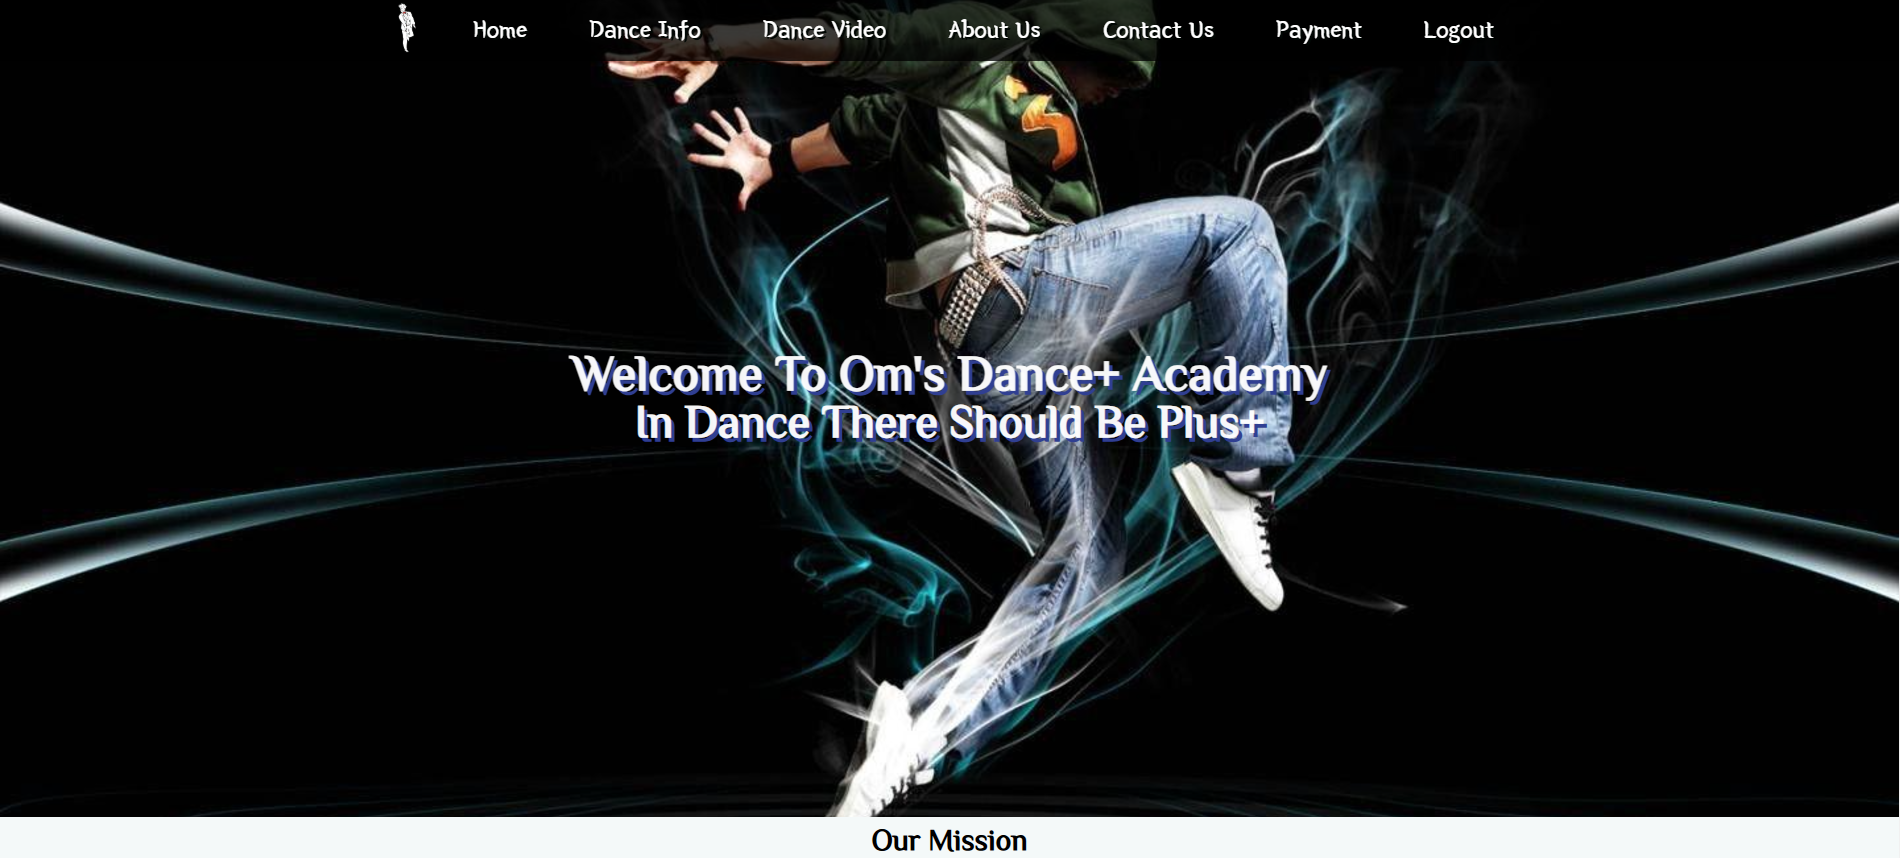 Home Dance Info Dance Video About Us Contact Us Payment Logout
Welcome To Om's Dance+ Academy
In Dance There Should Be Plus+
Our Mission